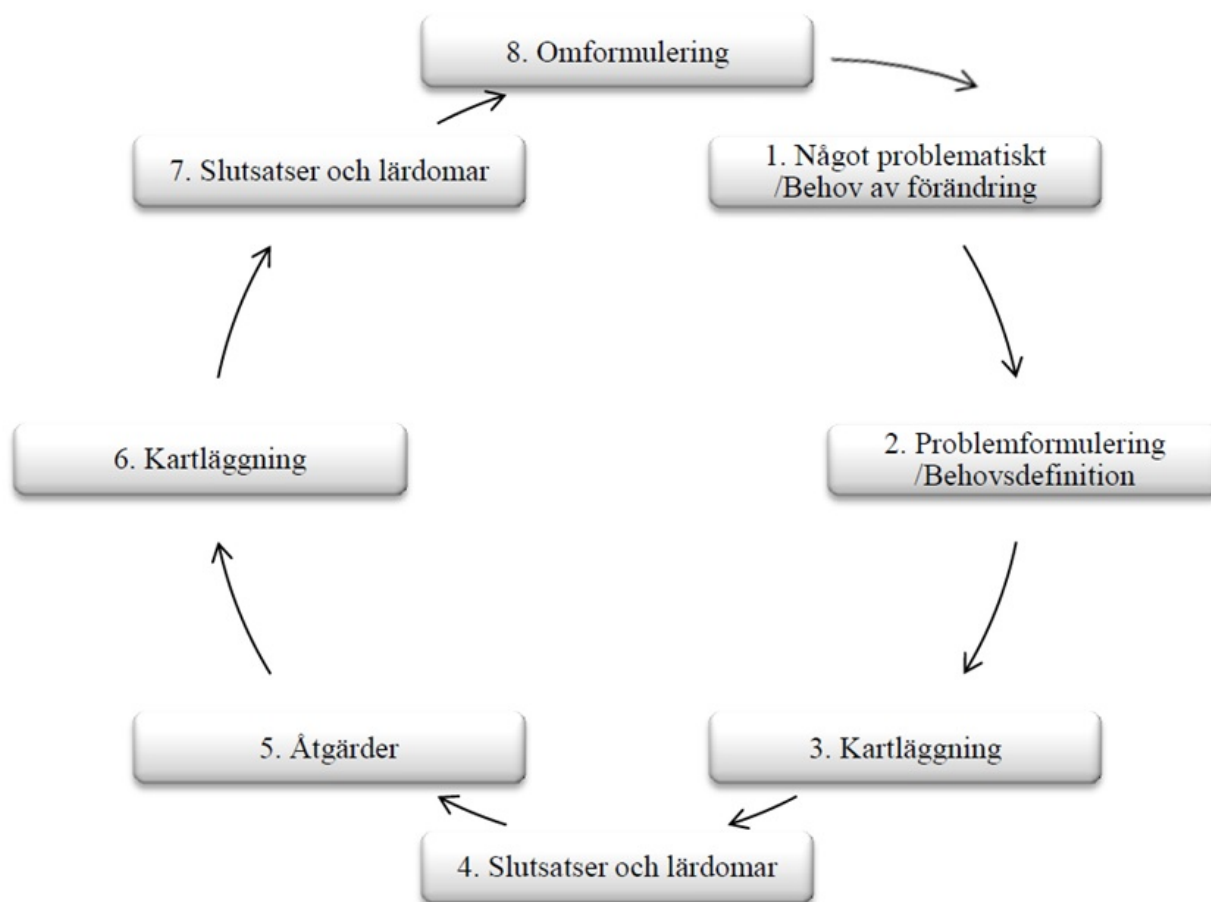 8. Omformulering
1. Något problematiskt
/Behov av förändring
2. Problemformulering
/Behovsdefinition
3. Kartläggning
4. Slutsatser och lärdomar
5. Åtgärder
6. Kartläggning
7. Slutsatser och lärdomar